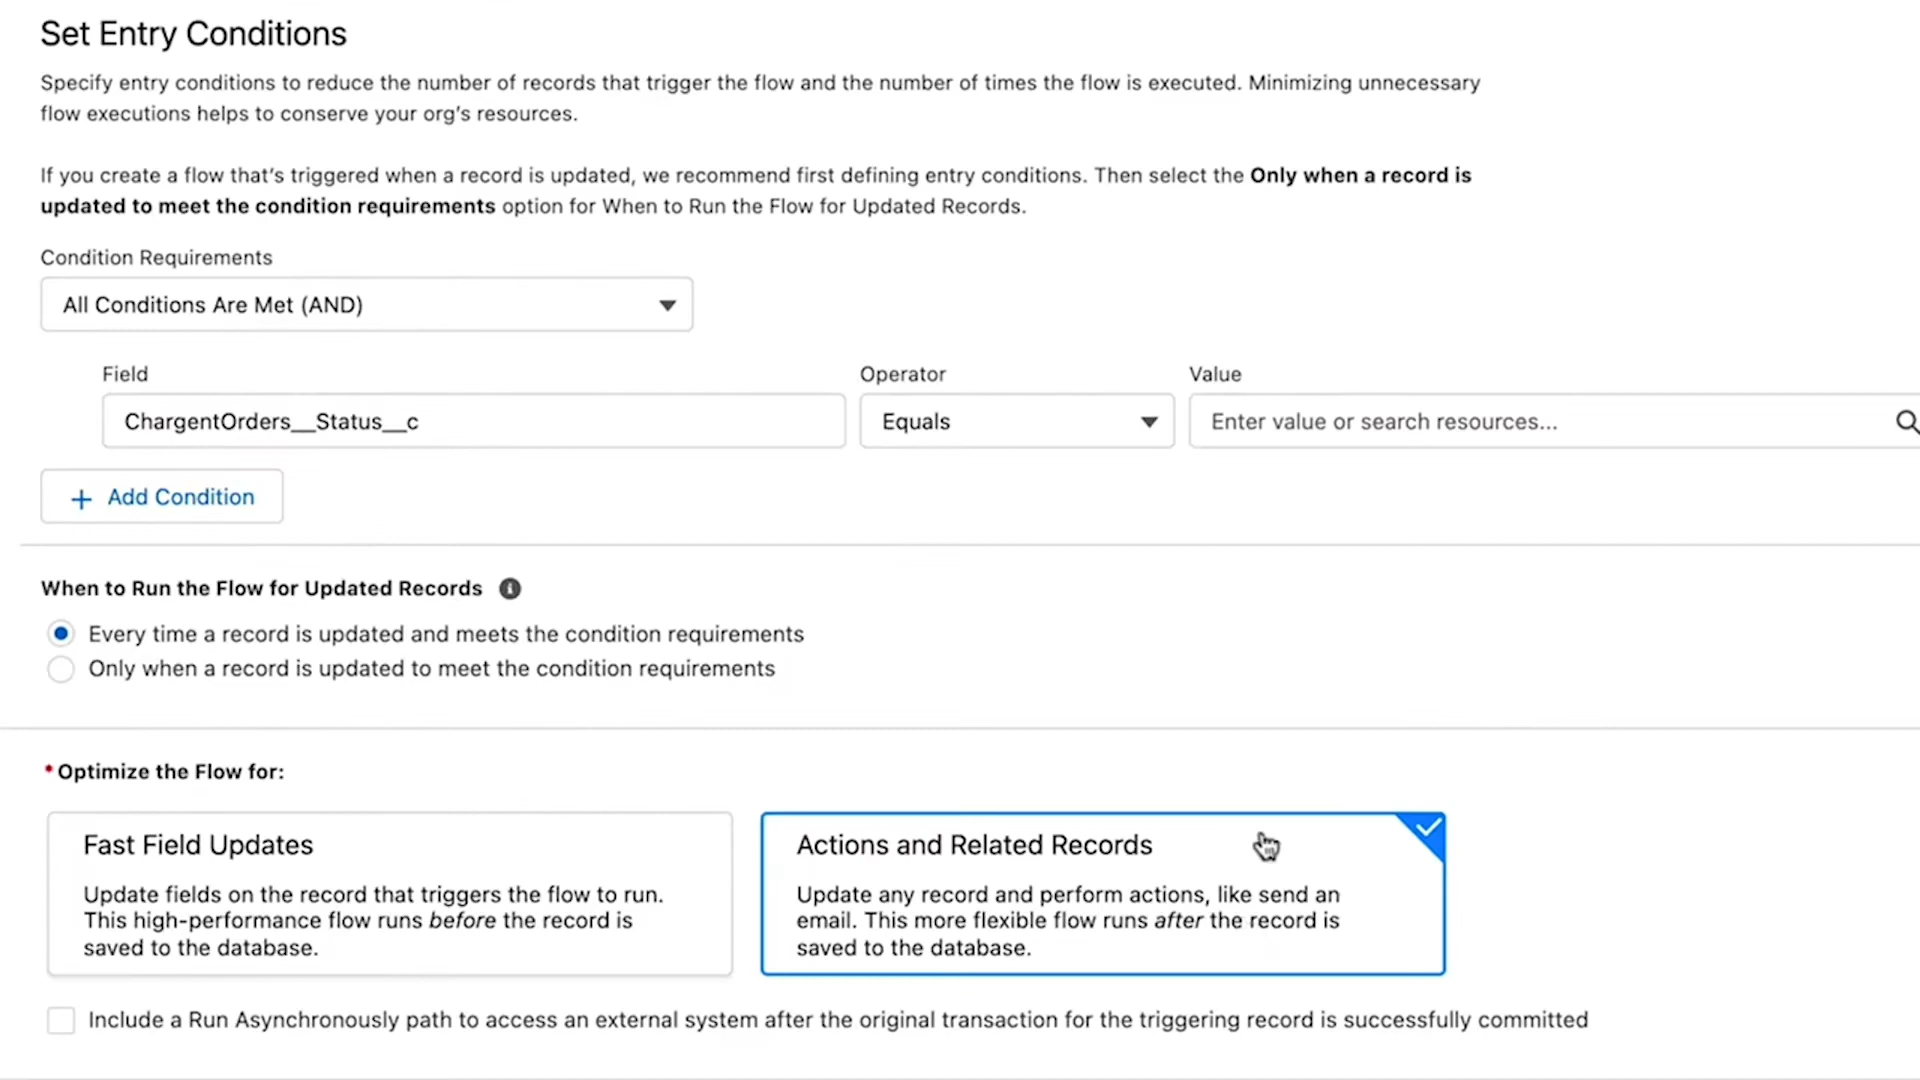 Set Entry Conditions
Specify entry conditions to reduce the number of records that trigger the flow and the number of times the flow is executed. Minimizing unnecessary
flow executions helps to conserve your org's resources.
If you create a flow that's triggered when a record is updated, we recommend first defining entry conditions. Then select the Only when a record is
updated to meet the condition requirements option for When to Run the Flow for Updated Records.
Condition Requirements
All Conditions Are Met (AND)
Field Operator Value
ChargentOrders__Status__c Equals Enter value or search resources...
+ Add Condition
When to Run the Flow for Updated Records
Every time a record is updated and meets the condition requirements
Only when a record is updated to meet the condition requirements
* Optimize the Flow for:
Fast Field Updates
Update fields on the record that triggers the flow to run.
This high-performance flow runs before the record is
saved to the database.
Actions and Related Records
Update any record and perform actions, like send an
email. This more flexible flow runs after the record is
saved to the database.
Include a Run Asynchronously path to access an external system after the original transaction for the triggering record is successfully committed